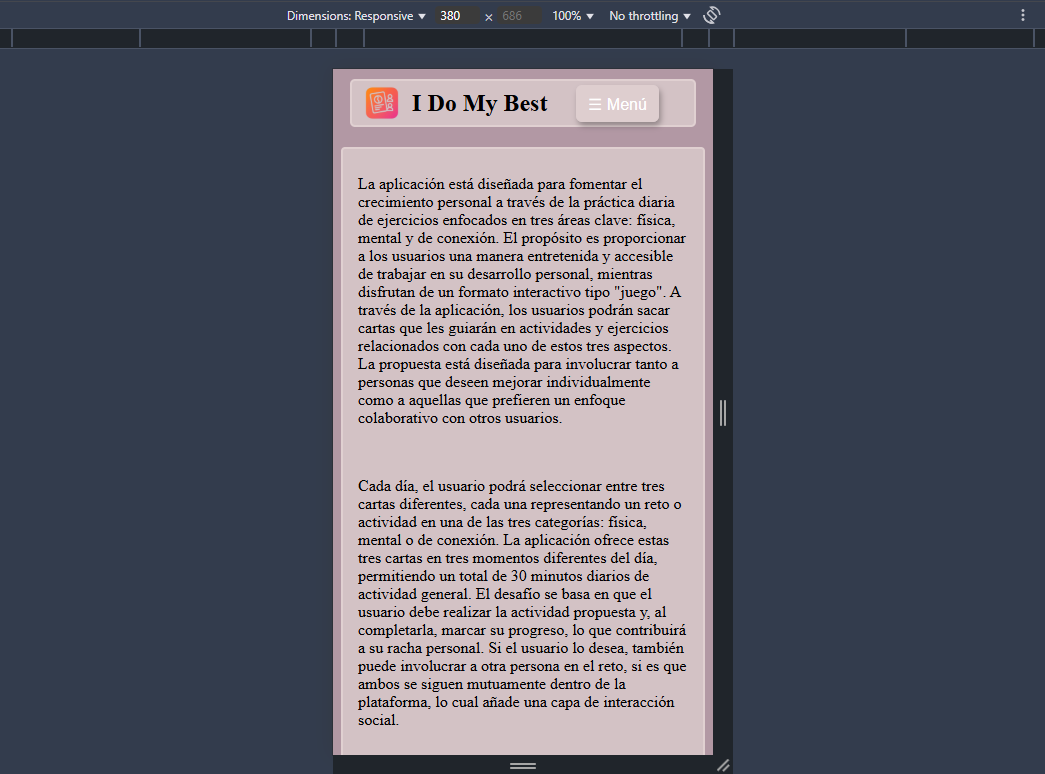 Dimensions: Responsive ▼ 380 × 686 100% ▼ No throttling ▼
I Do My Best ☰ Menú
La aplicación está diseñada para fomentar el
crecimiento personal a través de la práctica diaria
de ejercicios enfocados en tres áreas clave: física,
mental y de conexión. El propósito es proporcionar
a los usuarios una manera entretenida y accesible
de trabajar en su desarrollo personal, mientras
disfrutan de un formato interactivo tipo "juego". A
través de la aplicación, los usuarios podrán sacar
cartas que les guiarán en actividades y ejercicios
relacionados con cada uno de estos tres aspectos.
La propuesta está diseñada para involucrar tanto a
personas que deseen mejorar individualmente
como a aquellas que prefieren un enfoque
colaborativo con otros usuarios.
Cada día, el usuario podrá seleccionar entre tres
cartas diferentes, cada una representando un reto o
actividad en una de las tres categorías: física,
mental o de conexión. La aplicación ofrece estas
tres cartas en tres momentos diferentes del día,
permitiendo un total de 30 minutos diarios de
actividad general. El desafío se basa en que el
usuario debe realizar la actividad propuesta y, al
completarla, marcar su progreso, lo que contribuirá
a su racha personal. Si el usuario lo desea, también
puede involucrar a otra persona en el reto, si es que
ambos se siguen mutuamente dentro de la
plataforma, lo cual añade una capa de interacción
social.